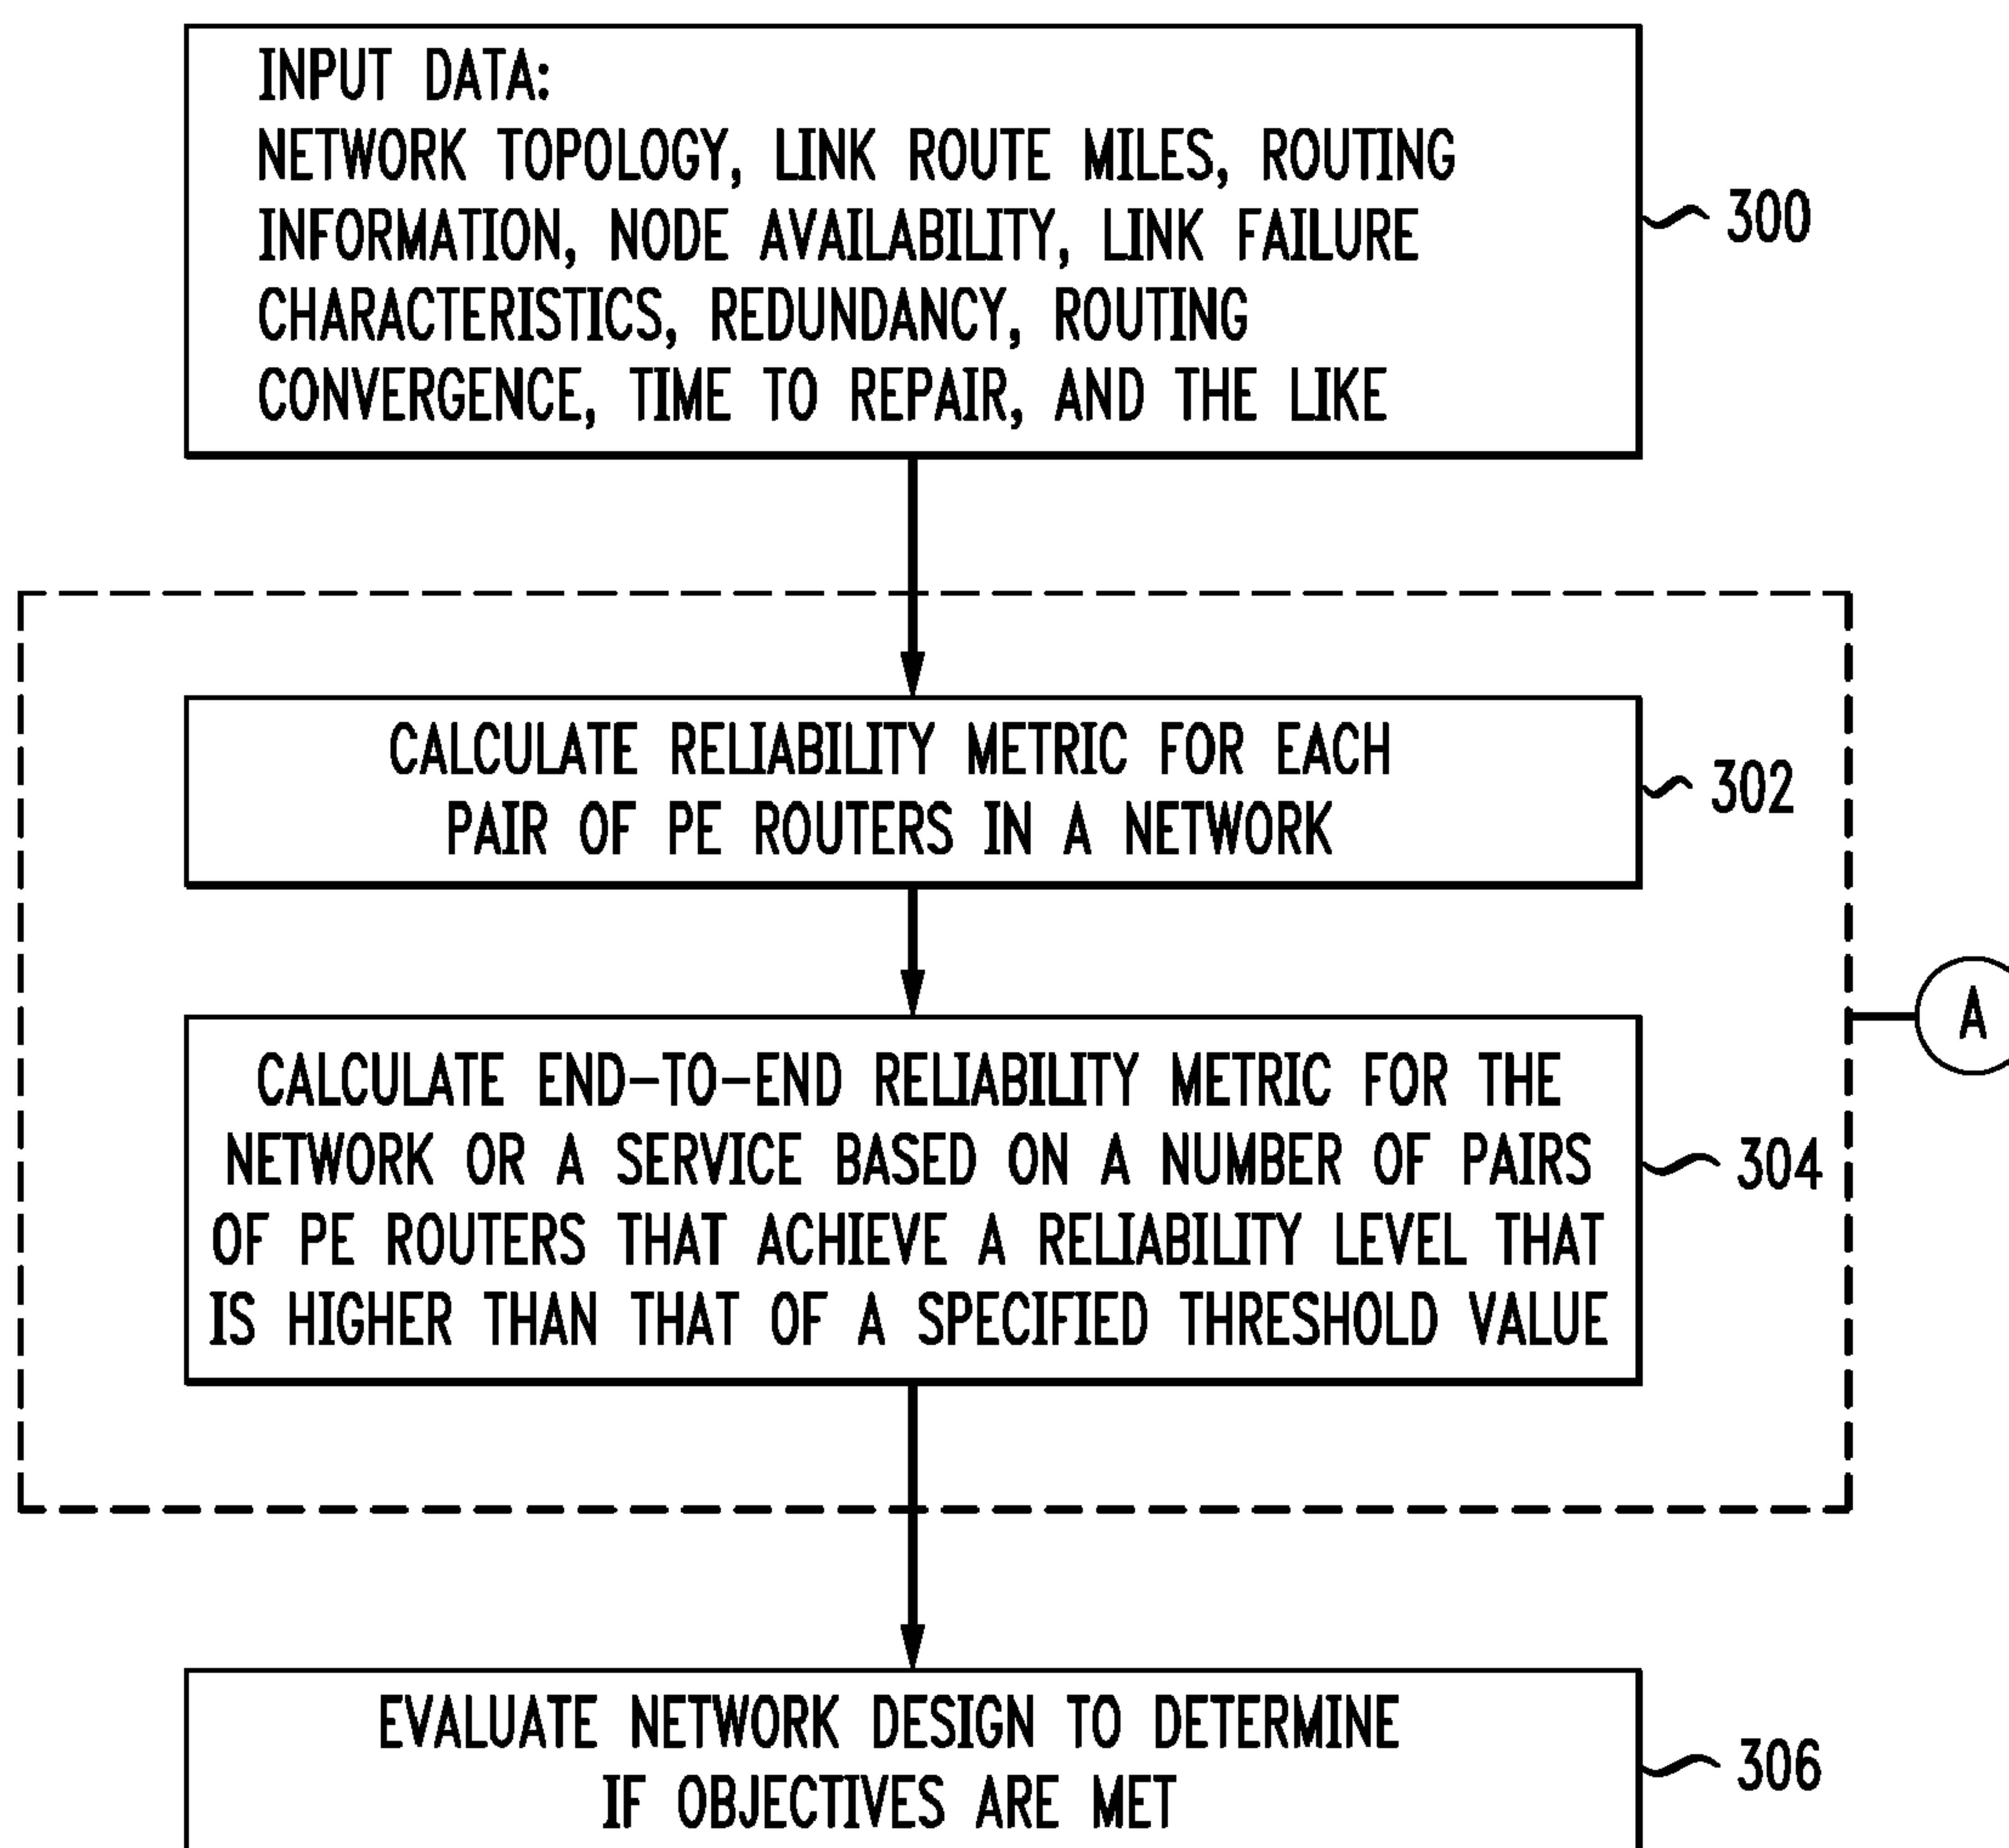 INPUT DATA:
NETWORK TOPOLOGY, LINK ROUTE MILES, ROUTING
INFORMATION, NODE AVAILABILITY, LINK FAILURE
CHARACTERISTICS, REDUNDANCY, ROUTING
CONVERGENCE, TIME TO REPAIR, AND THE LIKE
300
CALCULATE RELIABILITY METRIC FOR EACH
PAIR OF PE ROUTERS IN A NETWORK
302
A
CALCULATE END-TO-END RELIABILITY METRIC FOR THE
NETWORK OR A SERVICE BASED ON A NUMBER OF PAIRS
OF PE ROUTERS THAT ACHIEVE A RELIABILITY LEVEL THAT
IS HIGHER THAN THAT OF A SPECIFIED THRESHOLD VALUE
304
EVALUATE NETWORK DESIGN TO DETERMINE
IF OBJECTIVES ARE MET
306